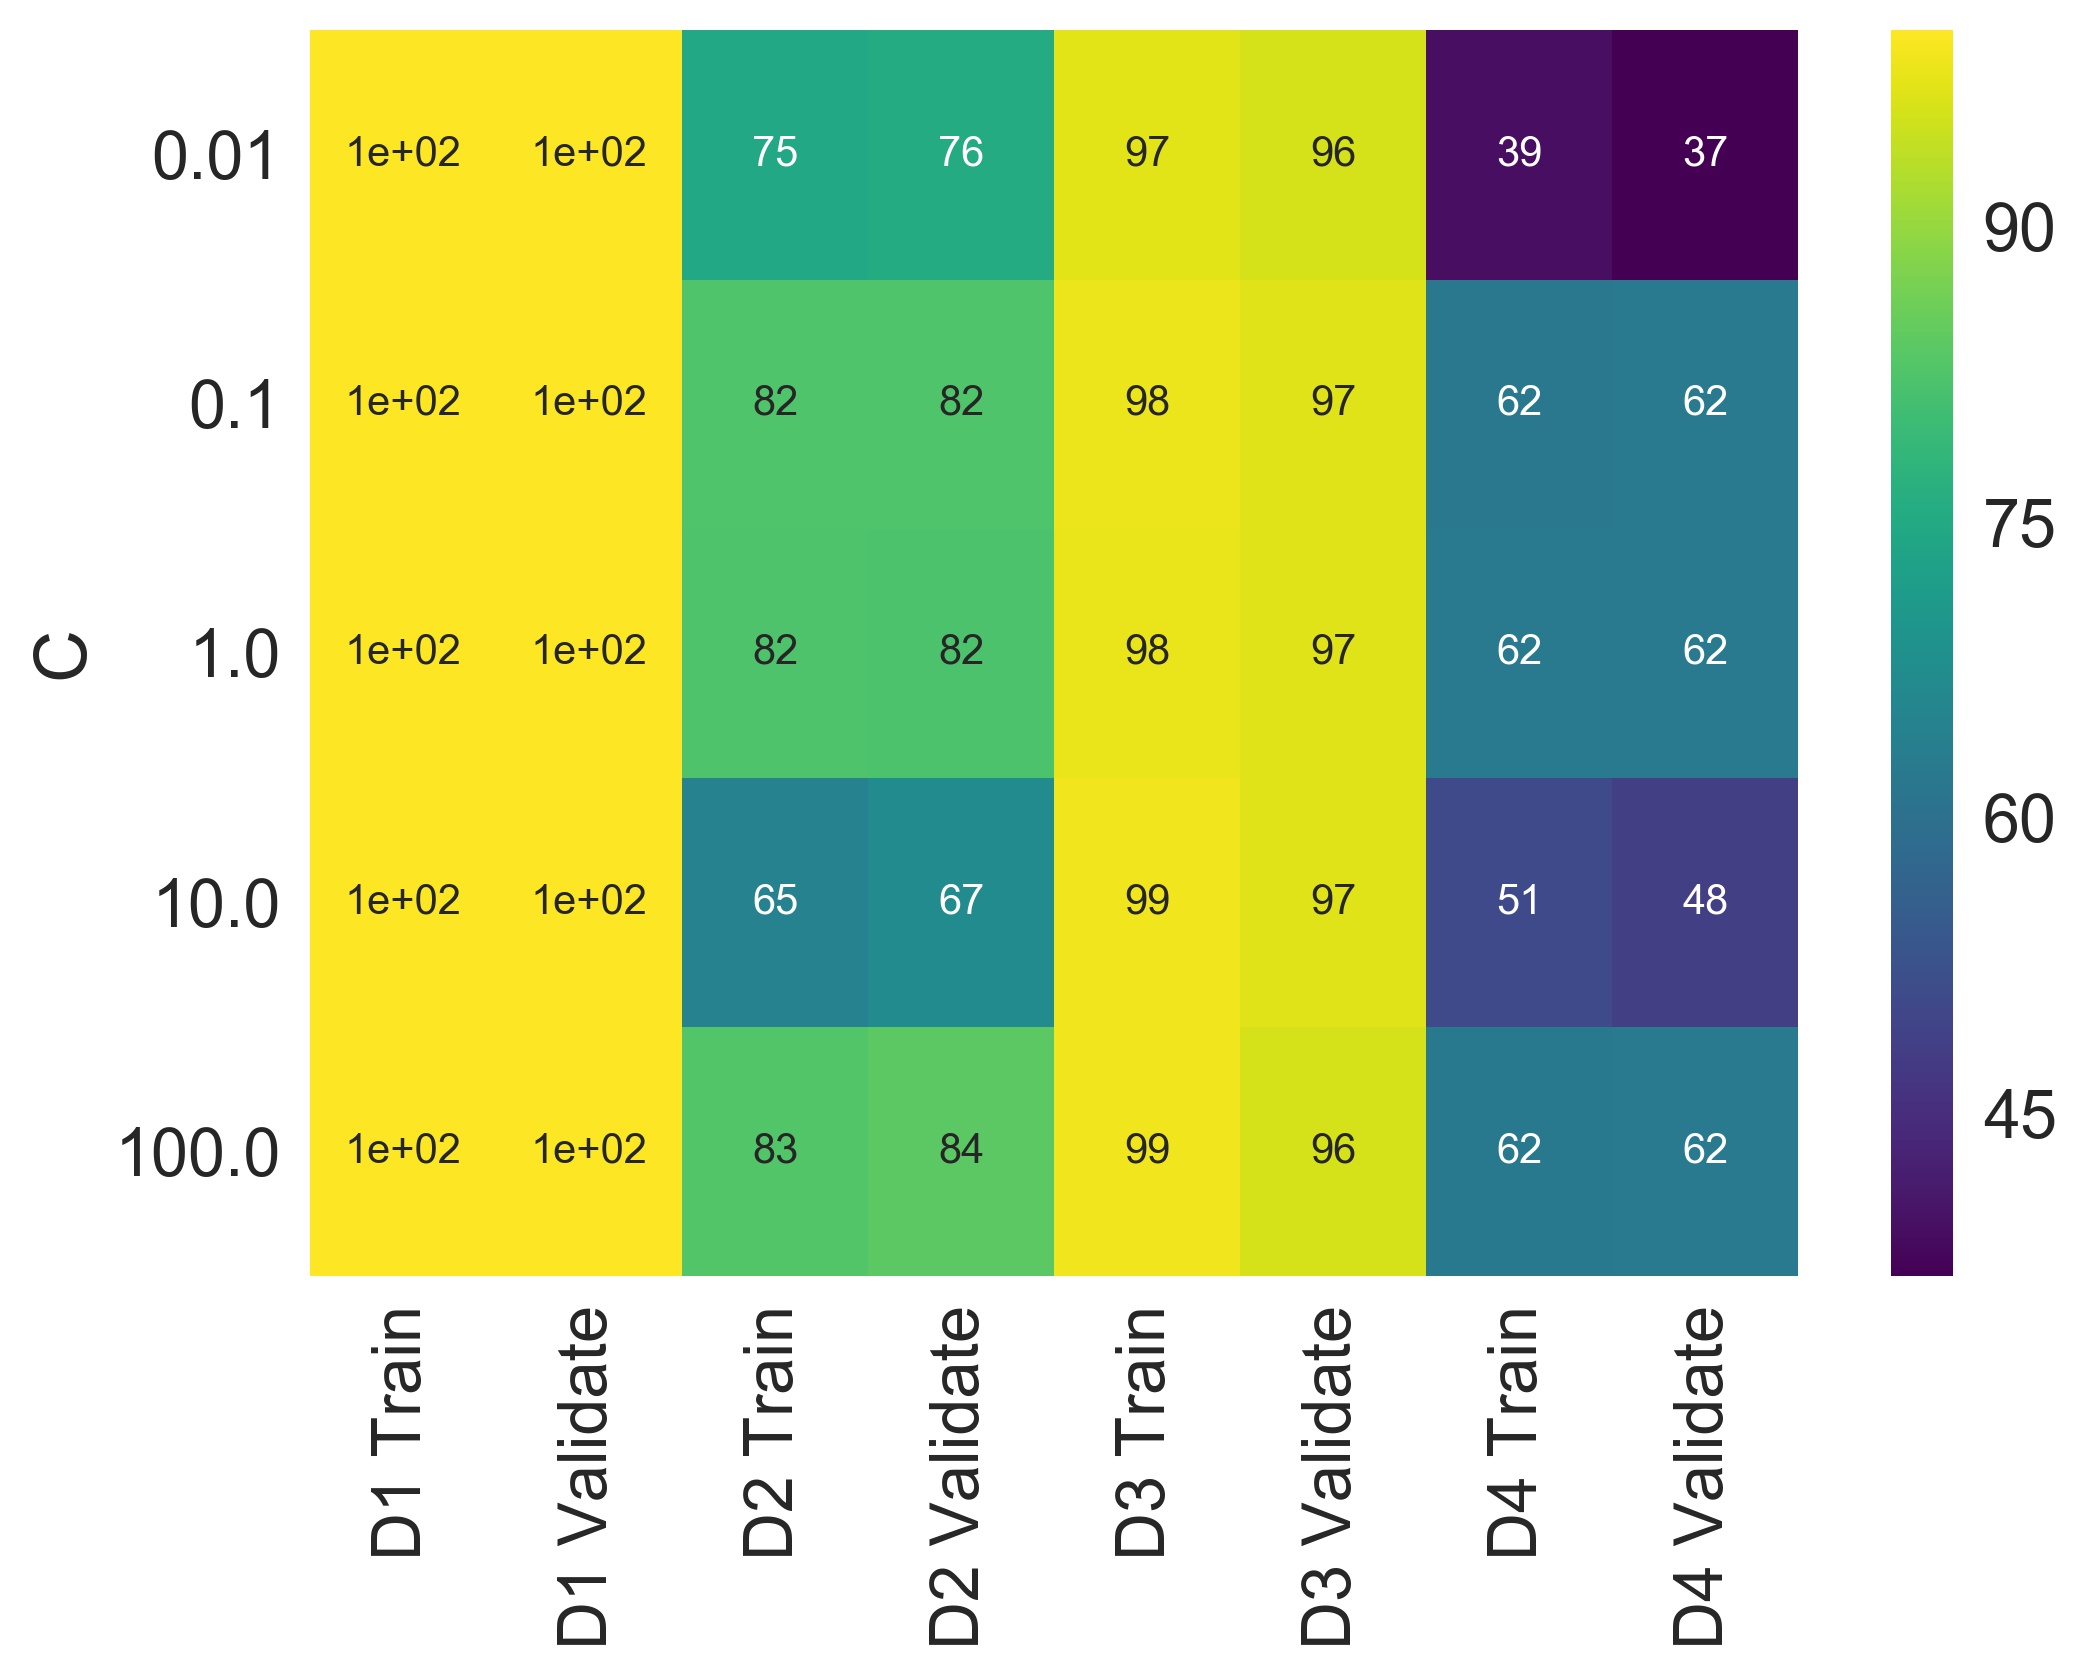 0.01 1e+02 1e+02 75 76 97 96 39 37
0.1 1e+02 1e+02 82 82 98 97 62 62
1.0 1e+02 1e+02 82 82 98 97 62 62
10.0 1e+02 1e+02 65 67 99 97 51 48
100.0 1e+02 1e+02 83 84 99 96 62 62
C
D1 Train
D1 Validate
D2 Train
D2 Validate
D3 Train
D3 Validate
D4 Train
D4 Validate
90
75
60
45